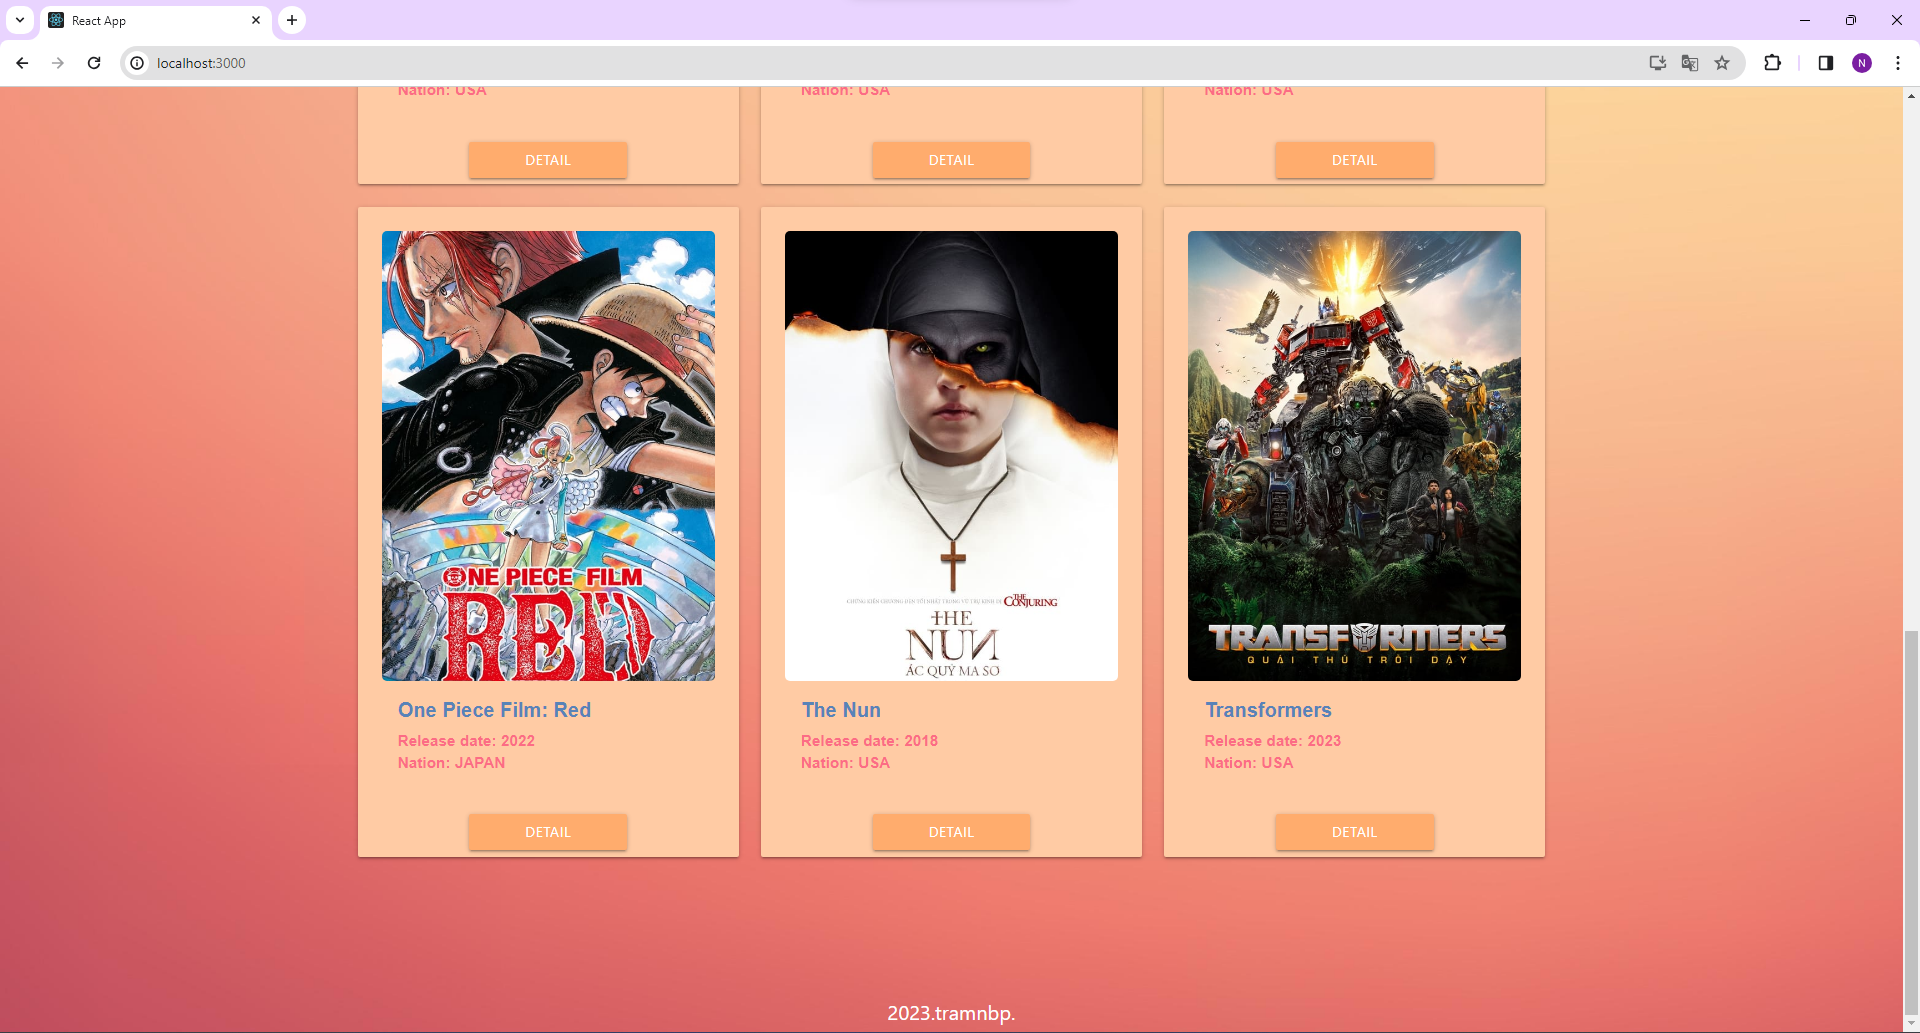 React App
localhost:3000
N
Nation: USA
Nation: USA
Nation: USA
DETAIL
DETAIL
DETAIL
ONE PIECE FILM
RED
One Piece Film: Red
Release date: 2022
Nation: JAPAN
DETAIL
THE CONJURING
THE
NUN
ÁC QUỶ MA SƠ
The Nun
Release date: 2018
Nation: USA
DETAIL
TRANSFORMERS
QUÁI THÚ TRỖI DẬY
Transformers
Release date: 2023
Nation: USA
DETAIL
2023.tramnbp.